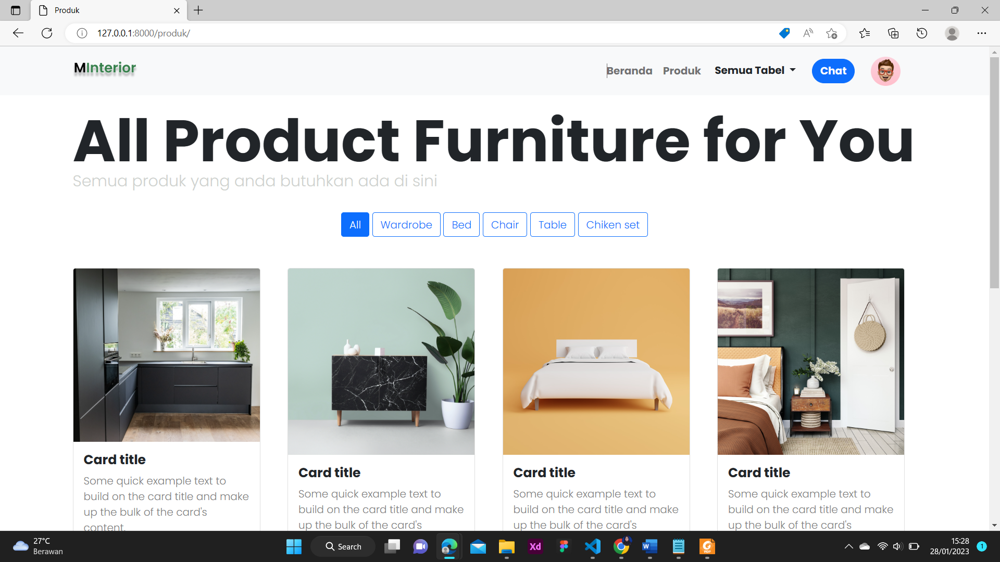 Produk
127.0.0.1:8000/produk/
MInterior
Beranda
Produk
Semua Tabel
Chat
All Product Furniture for You
Semua produk yang anda butuhkan ada di sini
All
Wardrobe
Bed
Chair
Table
Chiken set
Card title
Some quick example text to
build on the card title and make
up the bulk of the card's
content.
Card title
Some quick example text to
build on the card title and make
up the bulk of the card's
Card title
Some quick example text to
build on the card title and make
up the bulk of the card's
Card title
Some quick example text to
build on the card title and make
up the bulk of the card's
27°C
Berawan
Search
Xd
W
PDF
15:28
28/01/2023
1